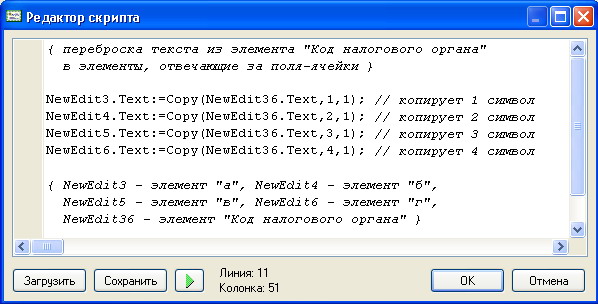 Редактор скрипта
{ переброска текста из элемента "Код налогового органа"
в элементы, отвечающие за поля-ячейки }
NewEdit3.Text:=Copy(NewEdit36.Text,1,1); // копирует 1 символ
NewEdit4.Text:=Copy(NewEdit36.Text,2,1); // копирует 2 символ
NewEdit5.Text:=Copy(NewEdit36.Text,3,1); // копирует 3 символ
NewEdit6.Text:=Copy(NewEdit36.Text,4,1); // копирует 4 символ
{ NewEdit3 - элемент "а", NewEdit4 - элемент "б",
NewEdit5 - элемент "в", NewEdit6 - элемент "г",
NewEdit36 - элемент "Код налогового органа" }
Загрузить Сохранить Линия: 11
Колонка: 51
OK Отмена